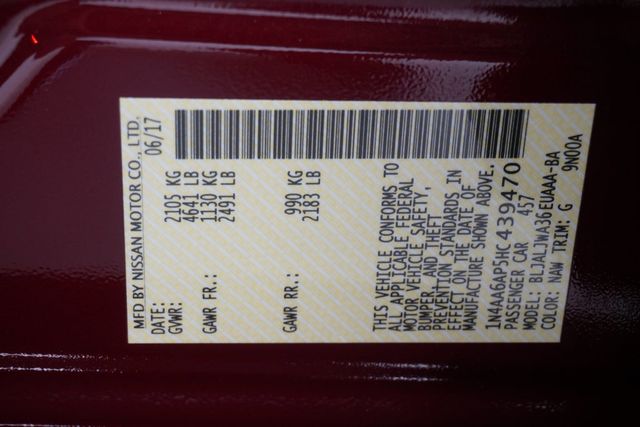 MFD BY NISSAN MOTOR CO., LTD.
DATE: 06/17
GVWR: 2105 KG
4641 LB
GAWR FR.: 1130 KG
2491 LB
GAWR RR.: 990 KG
2183 LB
THIS VEHICLE CONFORMS TO
ALL APPLICABLE FEDERAL
MOTOR VEHICLE SAFETY,
BUMPER, AND THEFT
PREVENTION STANDARDS IN
EFFECT ON THE DATE OF
MANUFACTURE SHOWN ABOVE.
1N4AA6AP5HC439470
PASSENGER CAR 457
MODEL: BLJALJWA36EUAAA-BA
COLOR: NAW TRIM: G 9N00A